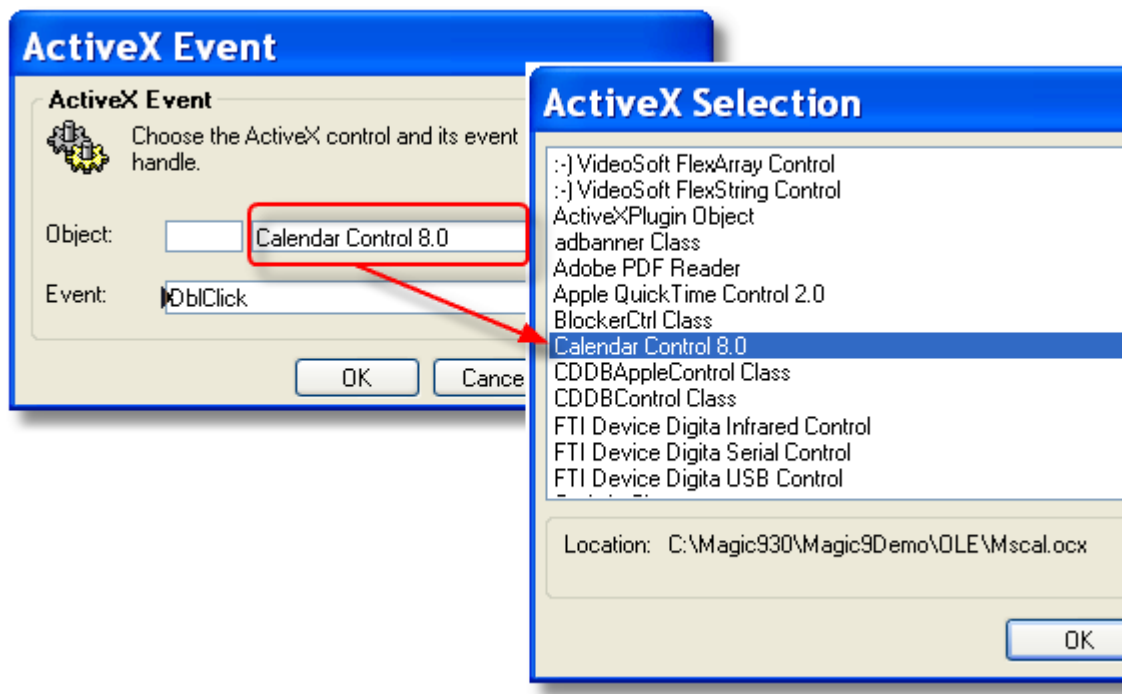 ActiveX Event
ActiveX Event
Choose the ActiveX control and its event
handle.
Object:
Calendar Control 8.0
Event:
DblClick
OK
Cance
ActiveX Selection
:-) VideoSoft FlexArray Control
:-) VideoSoft FlexString Control
ActiveXPlugin Object
adbanner Class
Adobe PDF Reader
Apple QuickTime Control 2.0
BlockerCtrl Class
Calendar Control 8.0
CDDBAppleControl Class
CDDBControl Class
FTI Device Digita Infrared Control
FTI Device Digita Serial Control
FTI Device Digita USB Control
Location: C:\Magic930\Magic9Demo\OLE\Mscal.ocx
OK